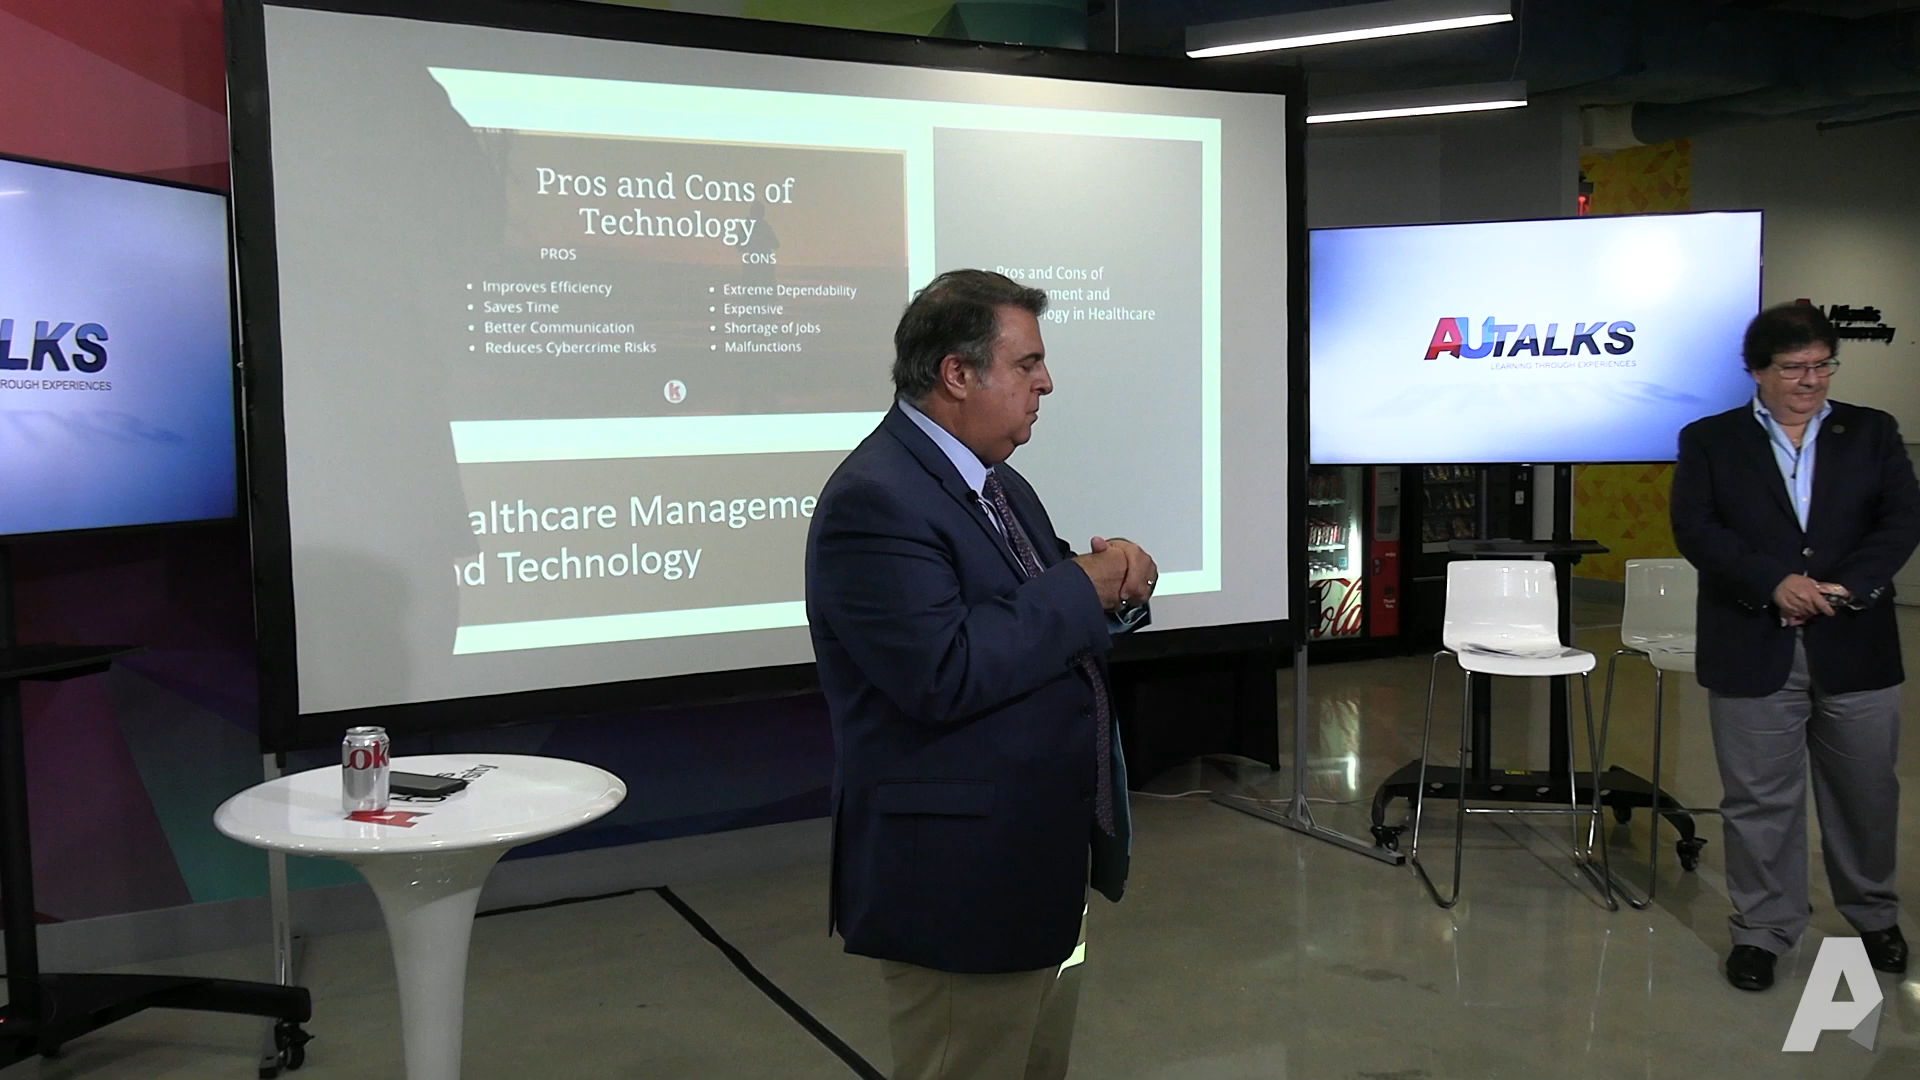 Pros and Cons of
Technology
PROS
CONS
Improves Efficiency
Saves Time
Better Communication
Reduces Cybercrime Risks
Extreme Dependability
Expensive
Shortage of Jobs
Malfunctions
althcare Manageme
d Technology
Pros and Cons of
ment and
logy in Healthcare
LKS
ROUGH EXPERIENCES
AUTALKS
LEARNING THROUGH EXPERIENCES
Atlantis
Cola
A